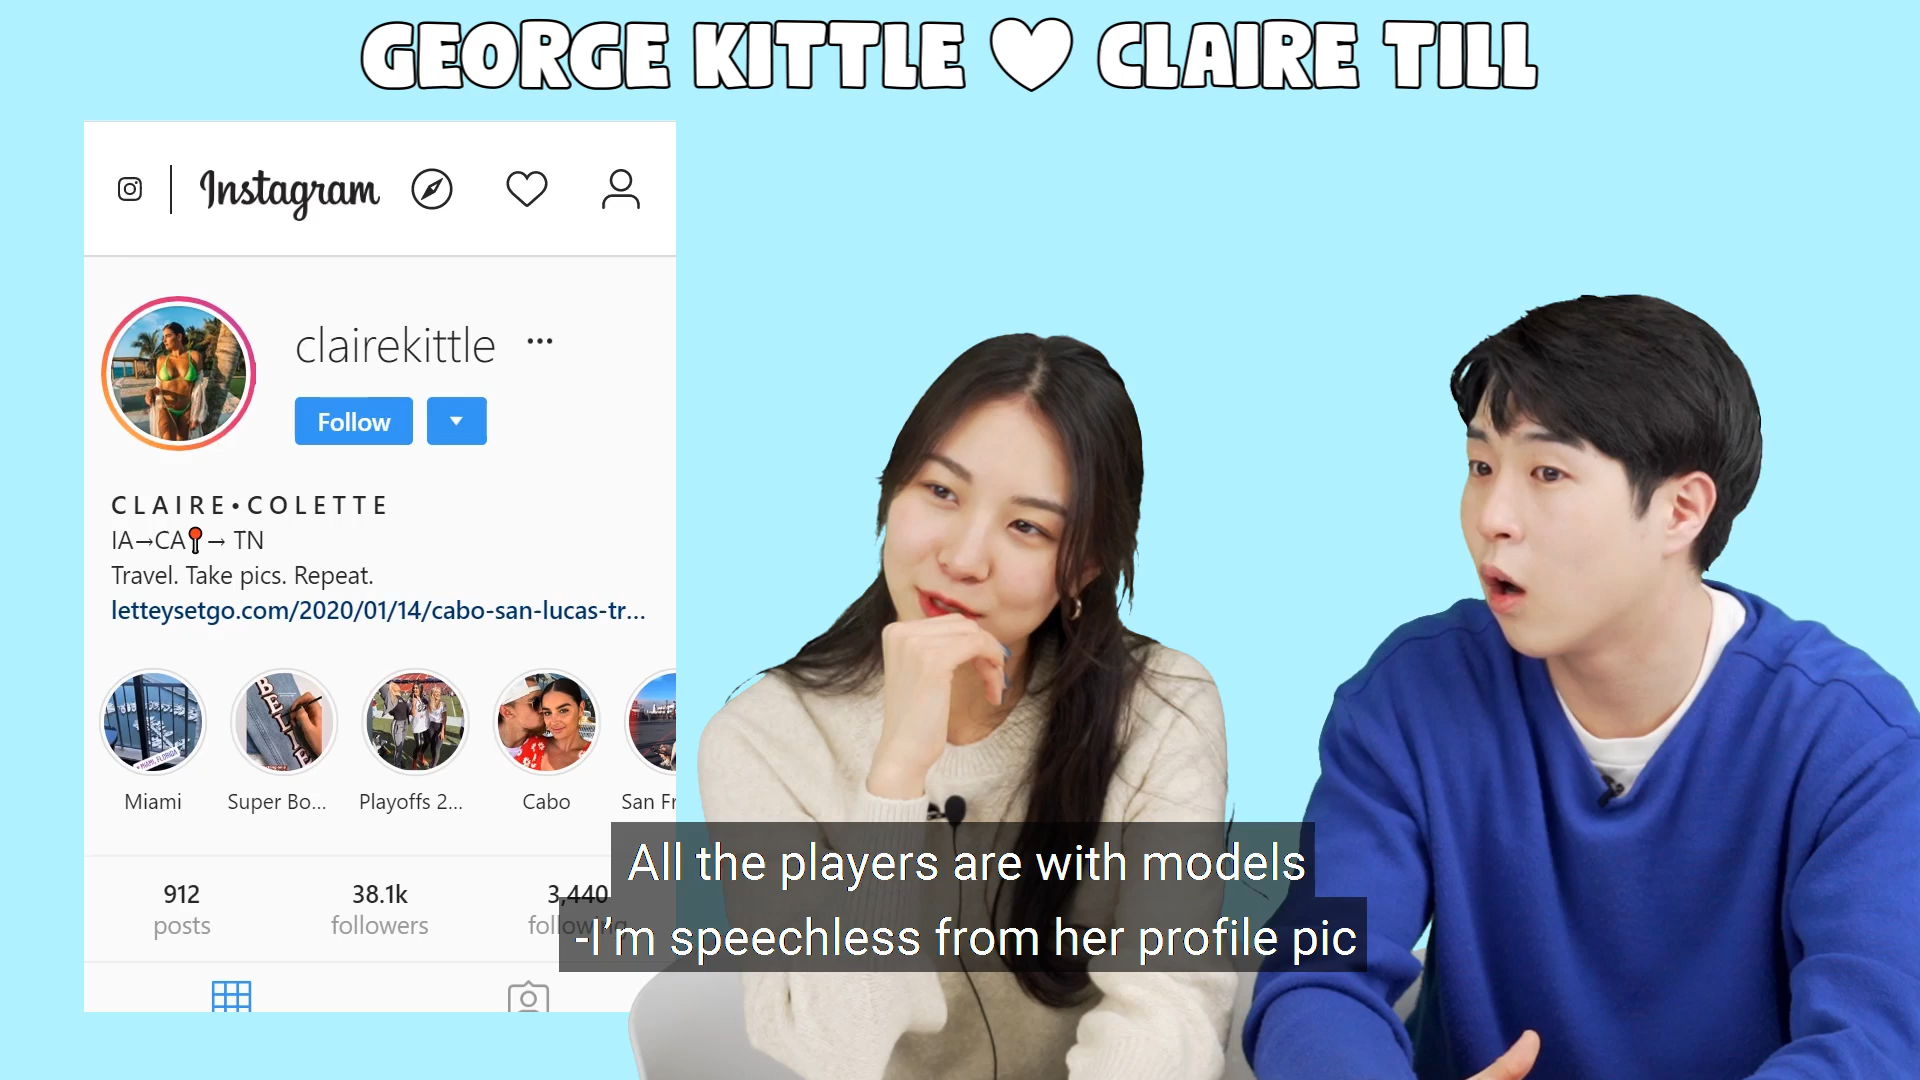 GEORGE KITTLE ♡ CLAIRE TILL
Instagram
clairekittle ...
Follow
CLAIRE•COLETTE
IA→CA📍→ TN
Travel. Take pics. Repeat.
letteysetgo.com/2020/01/14/cabo-san-lucas-tr...
Miami
Super Bo...
Playoffs 2...
Cabo
San Fr
912
posts
38.1k
followers
3,440
following
All the players are with models
-I'm speechless from her profile pic